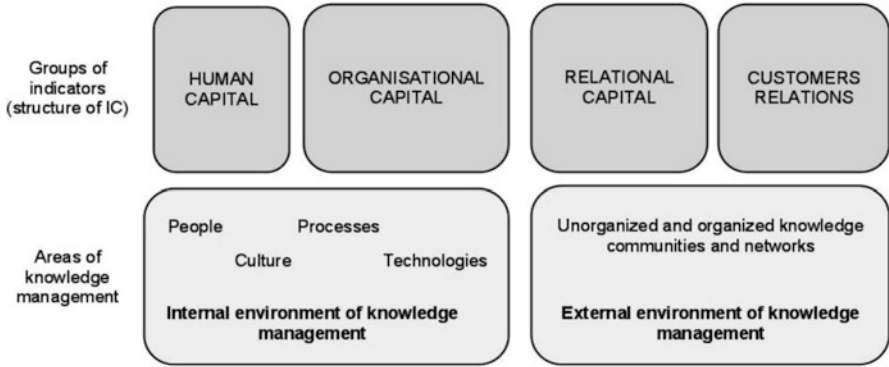 Groups of
indicators
(structure of IC)
HUMAN
CAPITAL
ORGANISATIONAL
CAPITAL
RELATIONAL
CAPITAL
CUSTOMERS
RELATIONS
Areas of
knowledge
management
People
Processes
Culture
Technologies
Internal environment of knowledge
management
Unorganized and organized knowledge
communities and networks
External environment of knowledge
management